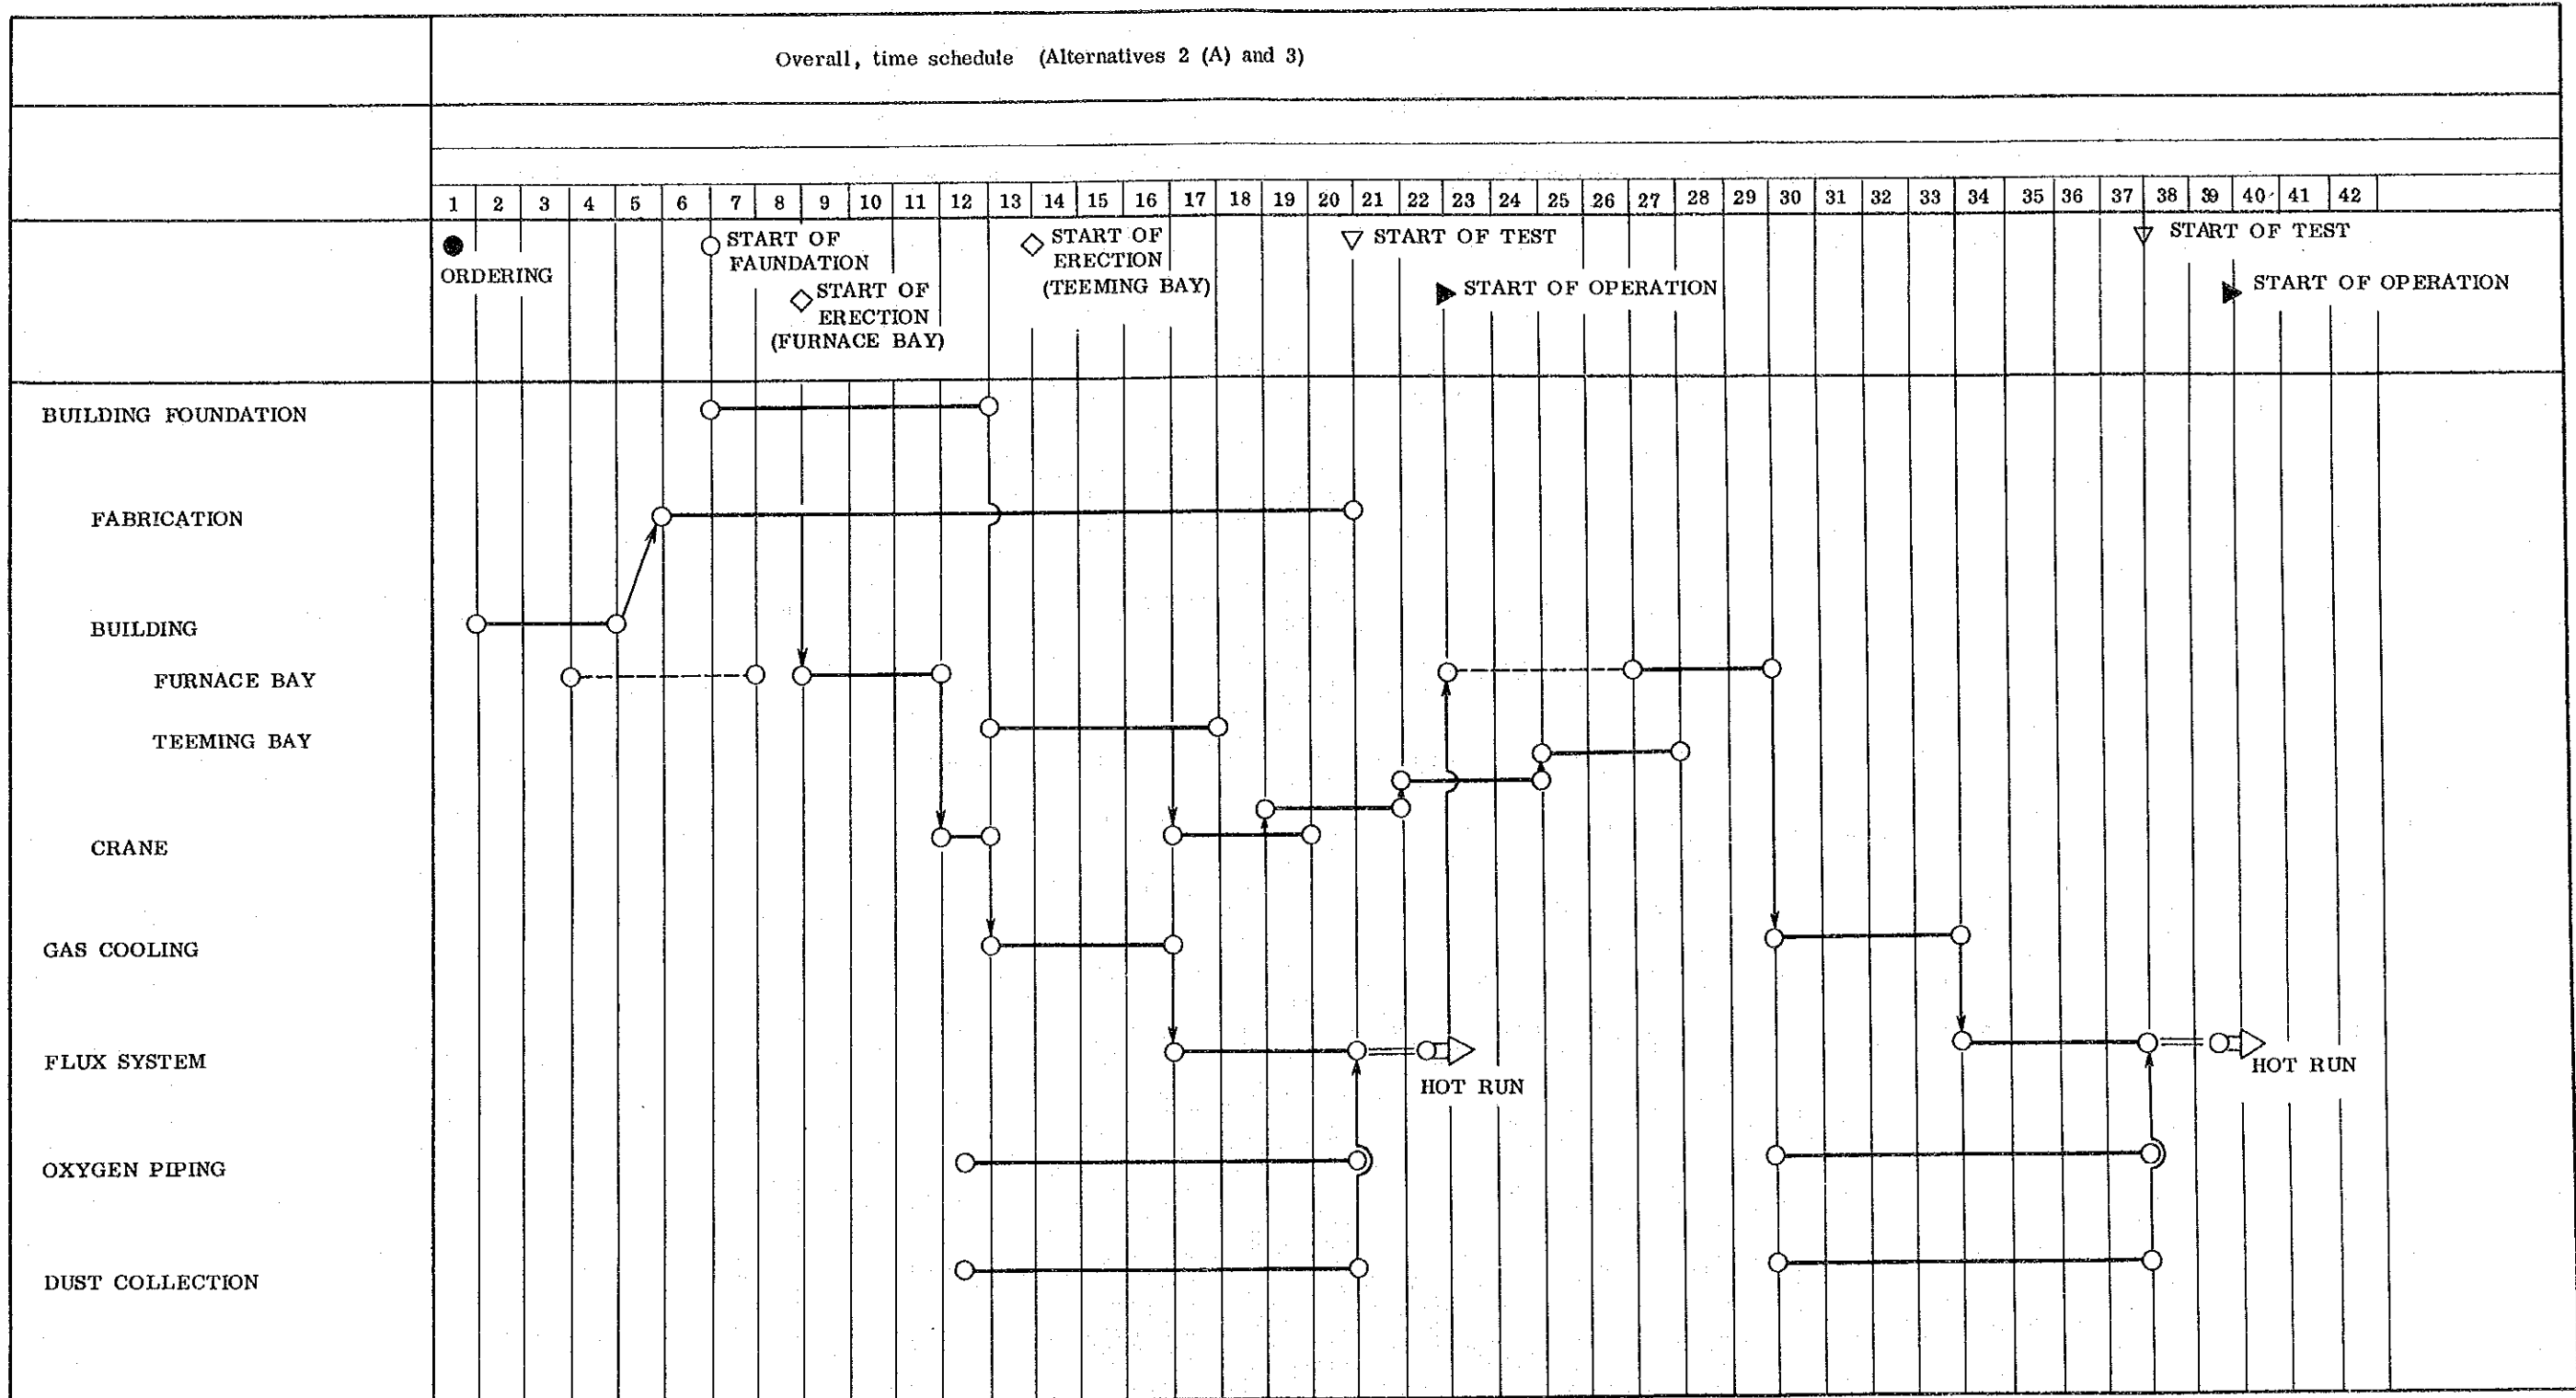 Overall, time schedule (Alternatives 2 (A) and 3)
1 2 3 4 5 6 7 8 9 10 11 12 13 14 15 16 17 18 19 20 21 22 23 24 25 26 27 28 29 30 31 32 33 34 35 36 37 38 39 40 41 42
ORDERING
START OF
FAUNDATION
START OF
ERECTION
(FURNACE BAY)
START OF
ERECTION
(TEEMING BAY)
START OF TEST
START OF OPERATION
START OF TEST
START OF OPERATION
BUILDING FOUNDATION
FABRICATION
BUILDING
FURNACE BAY
TEEMING BAY
CRANE
GAS COOLING
FLUX SYSTEM
HOT RUN
HOT RUN
OXYGEN PIPING
DUST COLLECTION